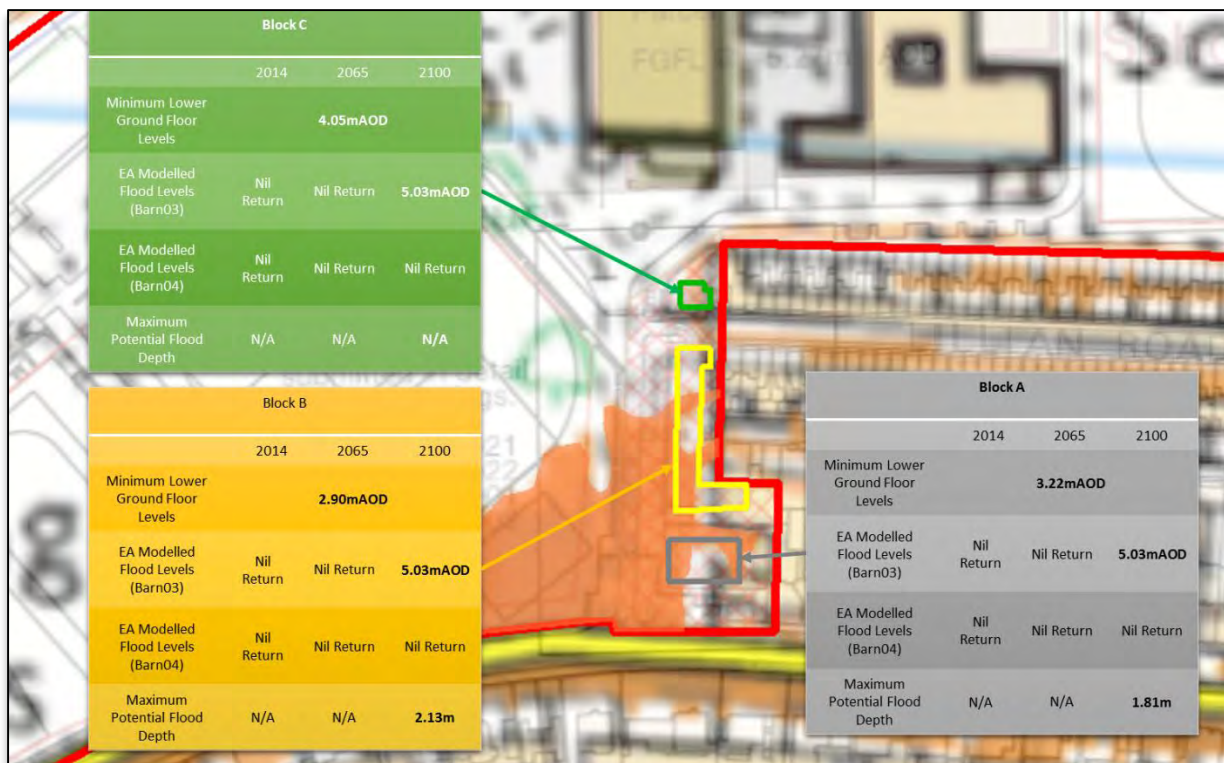 Block C
2014 2065 2100
Minimum Lower
Ground Floor
Levels
4.05mAOD
EA Modelled
Flood Levels
(Barn03)
Nil
Return
Nil Return
5.03mAOD
EA Modelled
Flood Levels
(Barn04)
Nil
Return
Nil Return
Nil Return
Maximum
Potential Flood
Depth
N/A
N/A
N/A
Block B
2014 2065 2100
Minimum Lower
Ground Floor
Levels
2.90mAOD
EA Modelled
Flood Levels
(Barn03)
Nil
Return
Nil Return
5.03mAOD
EA Modelled
Flood Levels
(Barn04)
Nil
Return
Nil Return
Nil Return
Maximum
Potential Flood
Depth
N/A
N/A
2.13m
Block A
2014 2065 2100
Minimum Lower
Ground Floor
Levels
3.22mAOD
EA Modelled
Flood Levels
(Barn03)
Nil
Return
Nil Return
5.03mAOD
EA Modelled
Flood Levels
(Barn04)
Nil
Return
Nil Return
Nil Return
Maximum
Potential Flood
Depth
N/A
N/A
1.81m